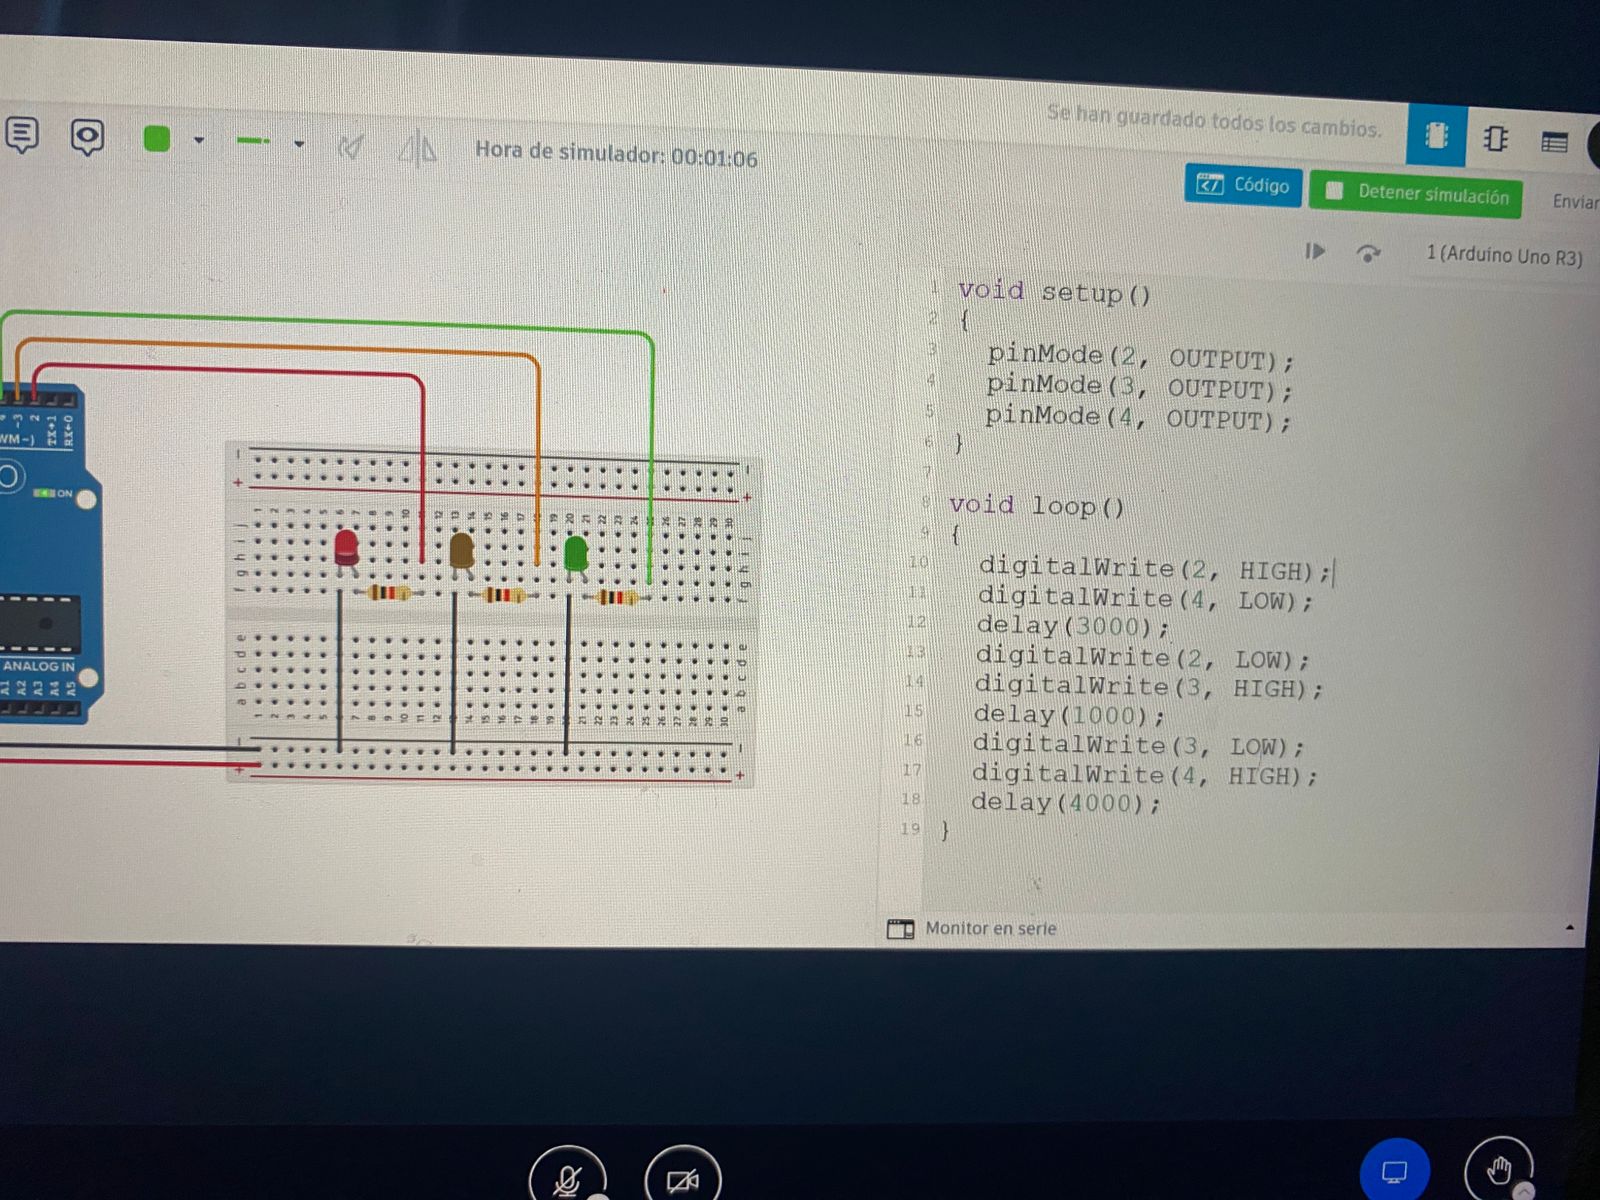 Se han guardado todos los cambios.
Hora de simulador: 00:01:06
Código
Detener simulación
Enviar
1 (Arduino Uno R3)
1 void setup()
2 {
3 pinMode(2, OUTPUT);
4 pinMode(3, OUTPUT);
5 pinMode(4, OUTPUT);
6 }
7
8 void loop()
9 {
10 digitalWrite(2, HIGH);
11 digitalWrite(4, LOW);
12 delay(3000);
13 digitalWrite(2, LOW);
14 digitalWrite(3, HIGH);
15 delay(1000);
16 digitalWrite(3, LOW);
17 digitalWrite(4, HIGH);
18 delay(4000);
19 }
Monitor en serie
~3
2
TX→1
RX←0
WM~)
ON
ANALOG IN
A1 A2 A3 A4 A5